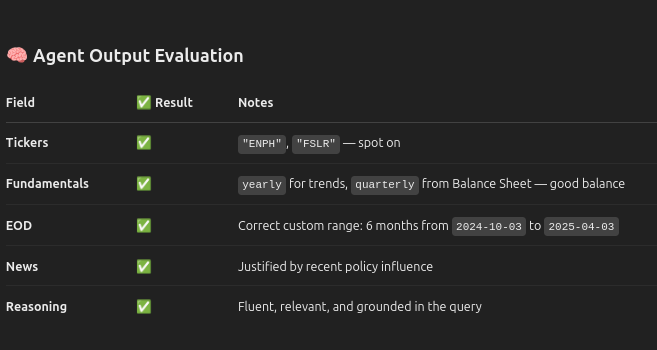 🧠 Agent Output Evaluation
Field ✅ Result Notes
Tickers ✅ "ENPH", "FSLR" — spot on
Fundamentals ✅ yearly for trends, quarterly from Balance Sheet — good balance
EOD ✅ Correct custom range: 6 months from 2024-10-03 to 2025-04-03
News ✅ Justified by recent policy influence
Reasoning ✅ Fluent, relevant, and grounded in the query